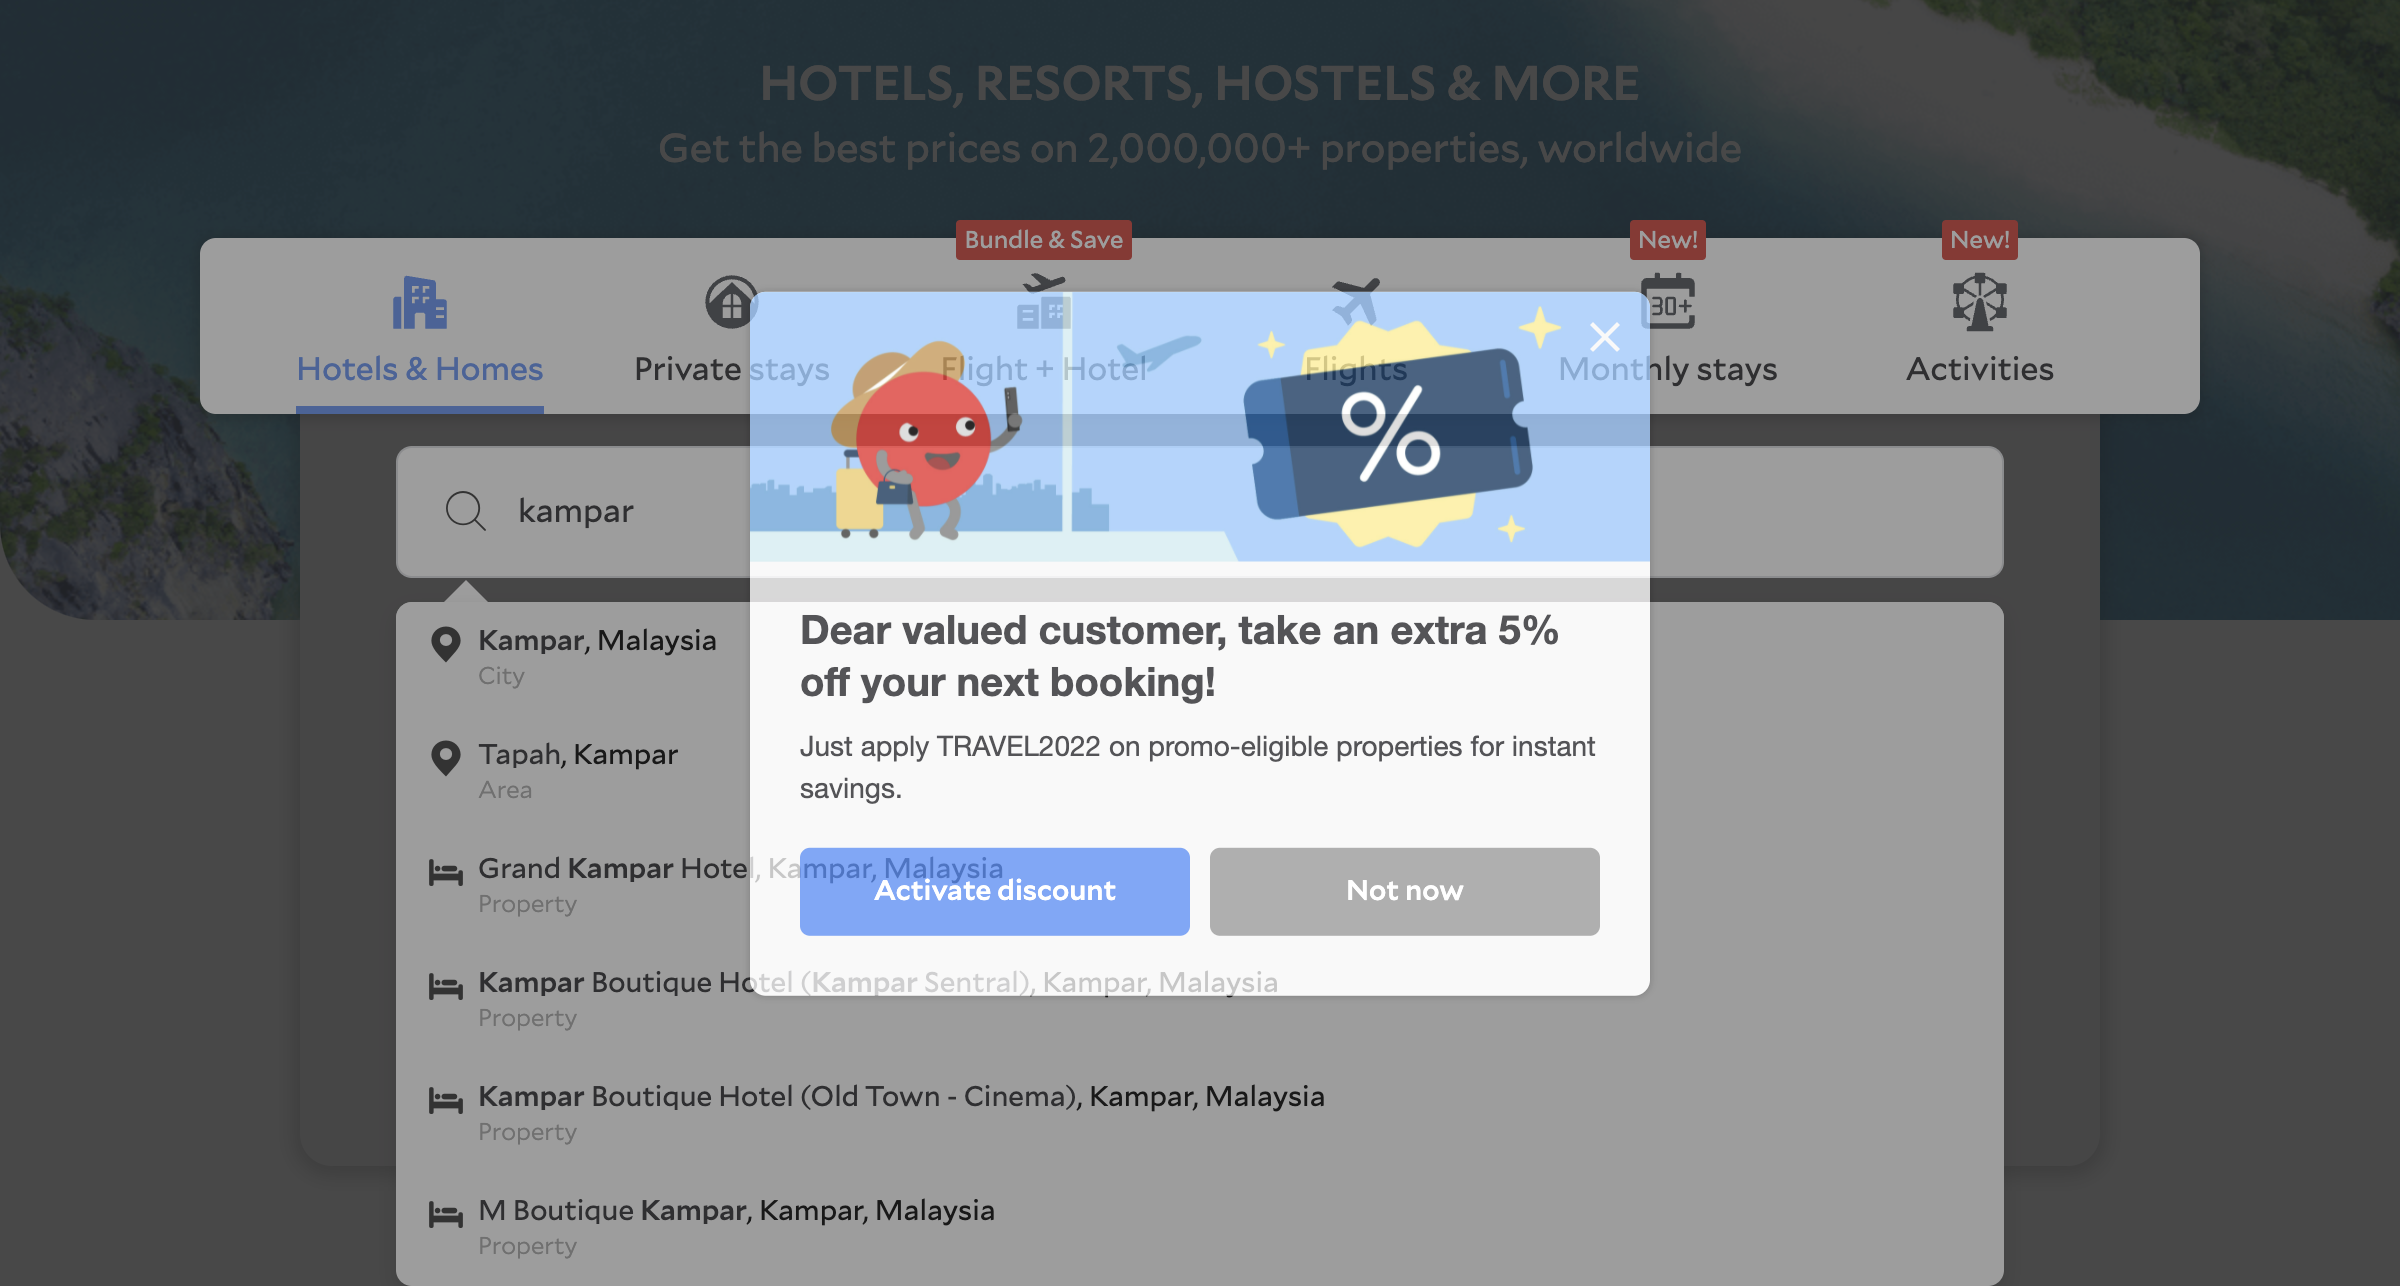 HOTELS, RESORTS, HOSTELS & MORE
Get the best prices on 2,000,000+ properties, worldwide
Bundle & Save
New!
New!
30+
Hotels & Homes
Private stays
Flight + Hotel
Flights
Monthly stays
Activities
%
kampar
Kampar, Malaysia
City
Tapah, Kampar
Area
Grand Kampar Hotel, Kampar, Malaysia
Property
Kampar Boutique Hotel (Kampar Sentral), Kampar, Malaysia
Property
Kampar Boutique Hotel (Old Town - Cinema), Kampar, Malaysia
Property
M Boutique Kampar, Kampar, Malaysia
Property
Dear valued customer, take an extra 5%
off your next booking!
Just apply TRAVEL2022 on promo-eligible properties for instant
savings.
Activate discount
Not now